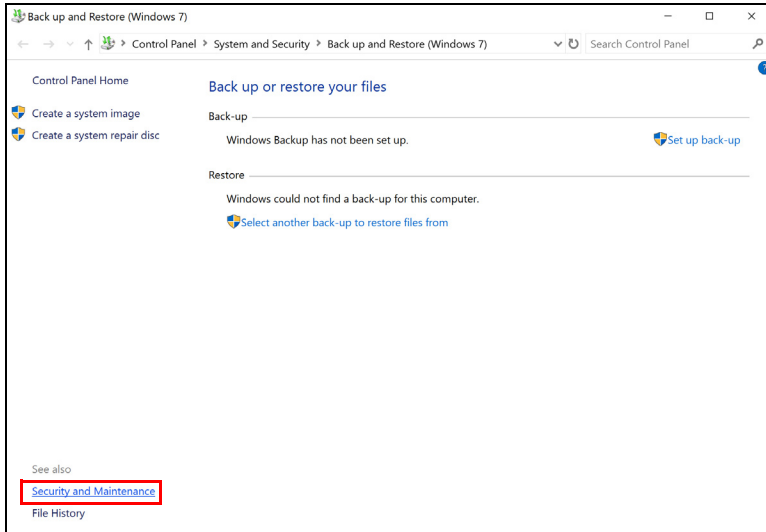 Back up and Restore (Windows 7)
Control Panel > System and Security > Back up and Restore (Windows 7)
Search Control Panel
Control Panel Home
Create a system image
Create a system repair disc
Back up or restore your files
Back-up
Windows Backup has not been set up.
Set up back-up
Restore
Windows could not find a back-up for this computer.
Select another back-up to restore files from
See also
Security and Maintenance
File History